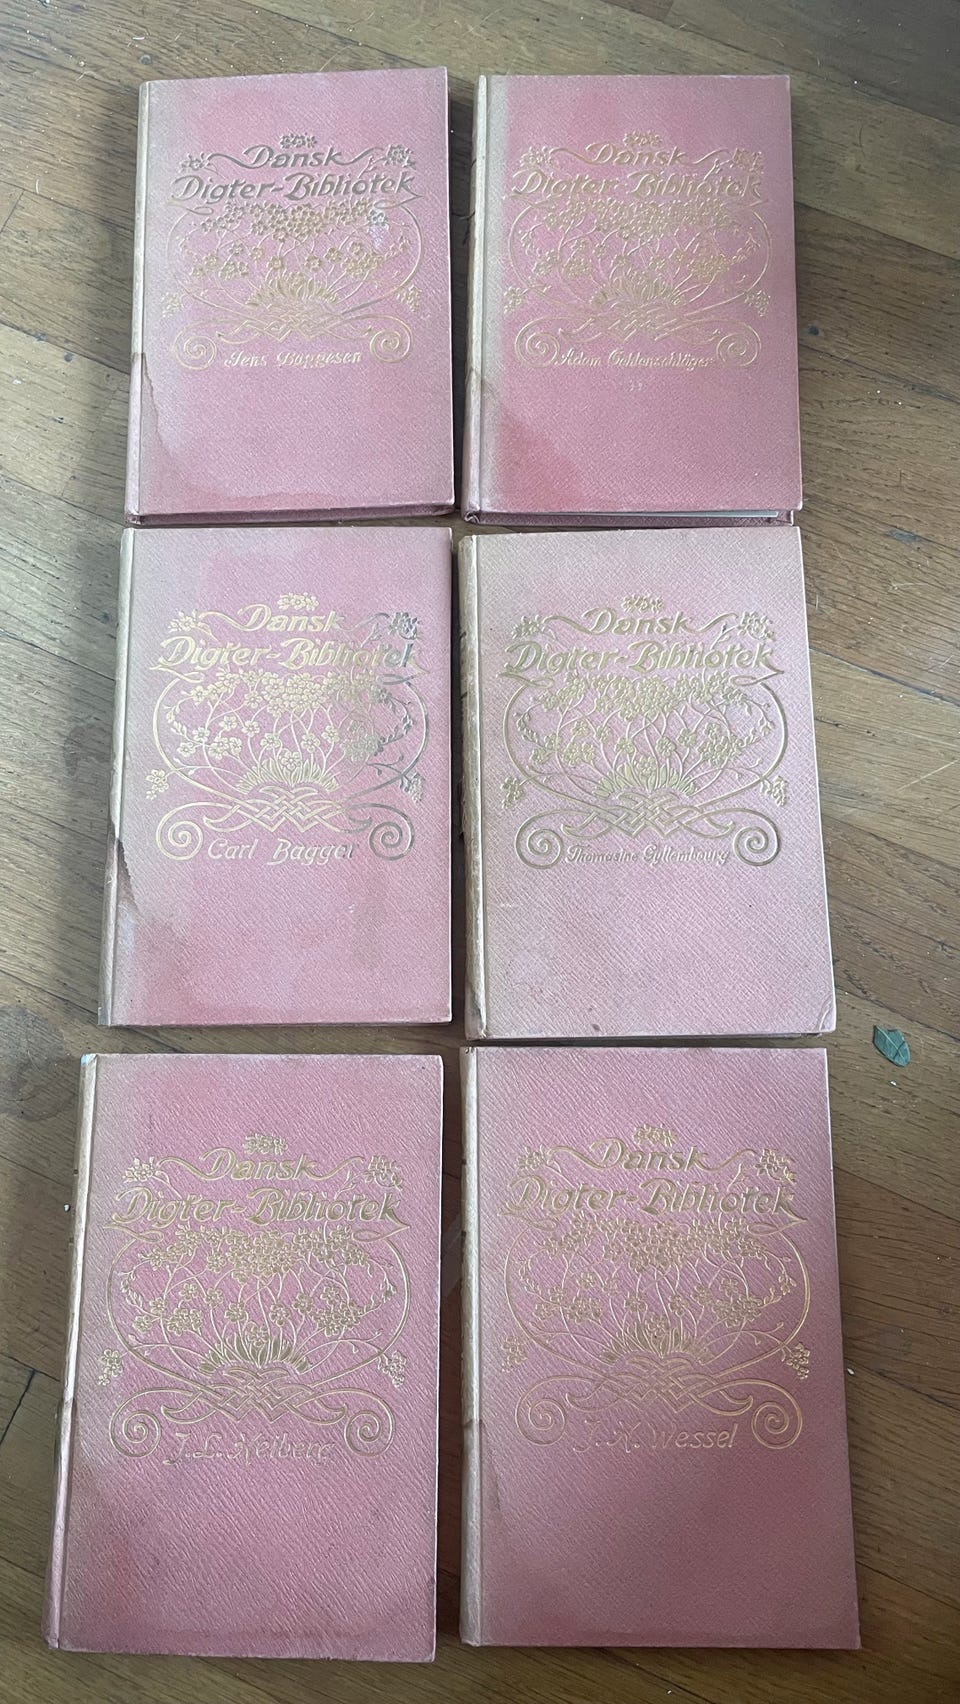 Dansk
Digter-Bibliotek
Jens Baggesen
Dansk
Digter-Bibliotek
Adam Oehlenschläger
Dansk
Digter-Bibliotek
Carl Bagger
Dansk
Digter-Bibliotek
Thomasine Gyllembourg
Dansk
Digter-Bibliotek
J. L. Heiberg
Dansk
Digter-Bibliotek
J. H. Wessel